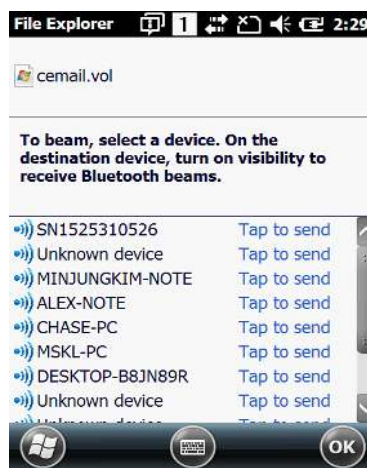 File Explorer 1 2:29
cemail.vol
To beam, select a device. On the
destination device, turn on visibility to
receive Bluetooth beams.
SN1525310526 Tap to send
Unknown device Tap to send
MINJUNGKIM-NOTE Tap to send
ALEX-NOTE Tap to send
CHASE-PC Tap to send
MSKL-PC Tap to send
DESKTOP-B8JN89R Tap to send
Unknown device Tap to send
OK